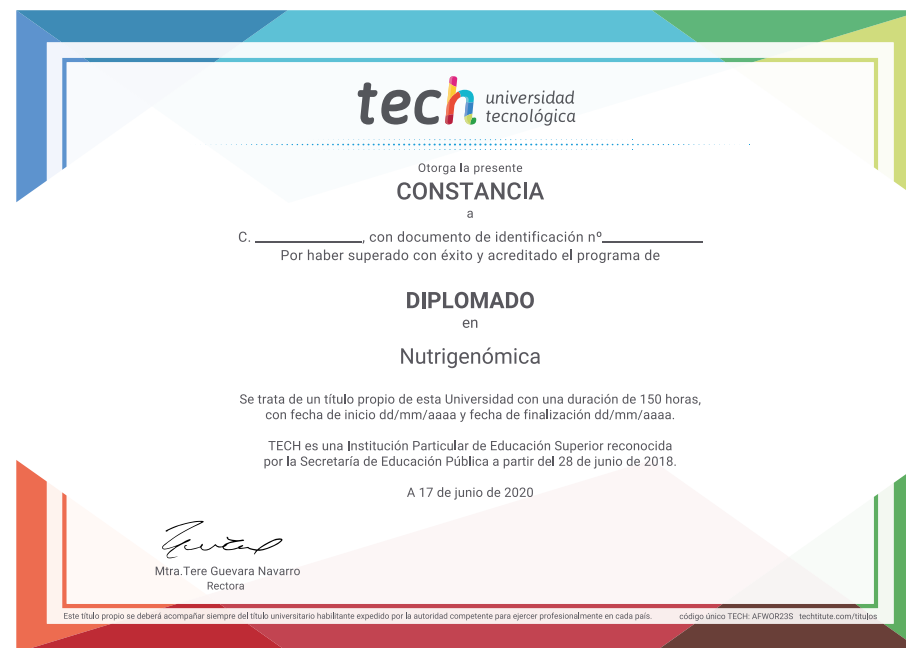 tech universidad
tecnológica
Otorga la presente
CONSTANCIA
a
C. ______________, con documento de identificación nº______________
Por haber superado con éxito y acreditado el programa de
DIPLOMADO
en
Nutrigenómica
Se trata de un título propio de esta Universidad con una duración de 150 horas,
con fecha de inicio dd/mm/aaaa y fecha de finalización dd/mm/aaaa.
TECH es una Institución Particular de Educación Superior reconocida
por la Secretaría de Educación Pública a partir del 28 de junio de 2018.
A 17 de junio de 2020
Mtra.Tere Guevara Navarro
Rectora
Este título propio se deberá acompañar siempre del título universitario habilitante expedido por la autoridad competente para ejercer profesionalmente en cada país. código único TECH: AFWOR23S techtitute.com/titulos